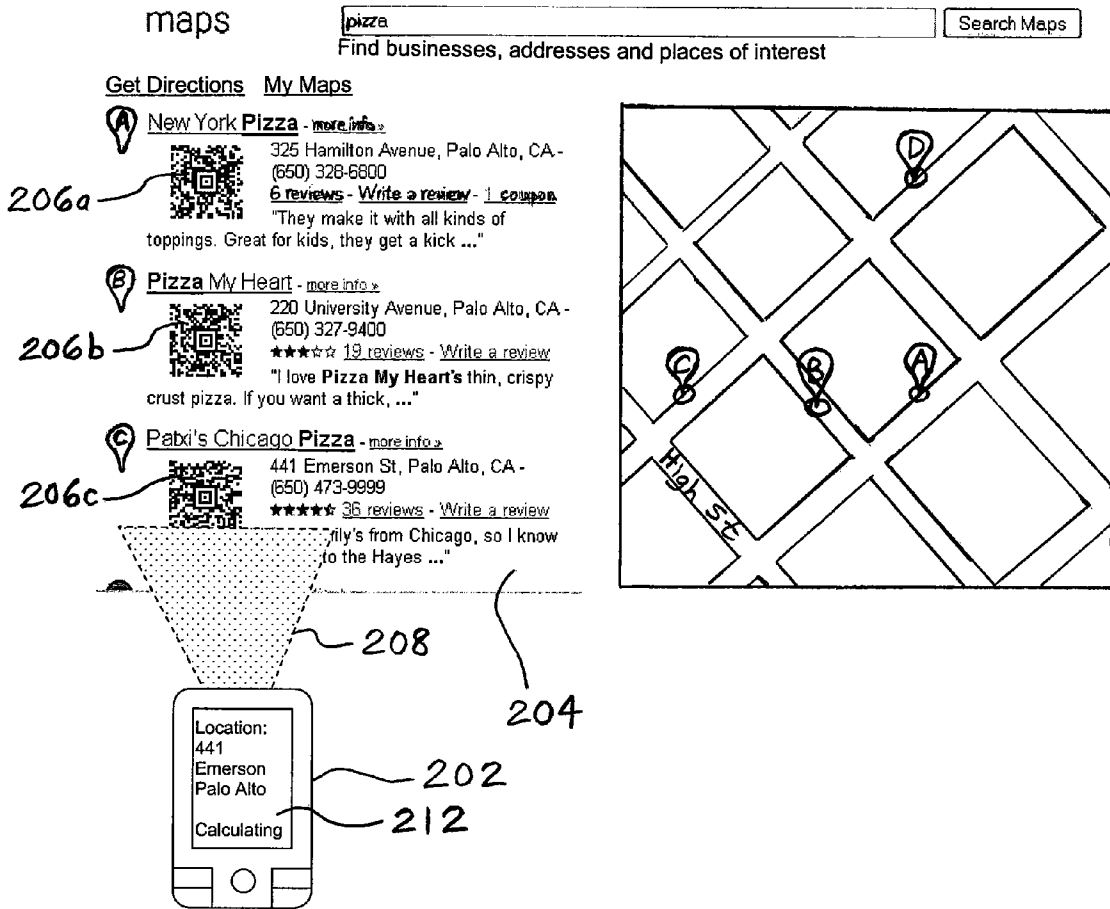 maps
pizza
Search Maps
Find businesses, addresses and places of interest
Get Directions My Maps
A New York Pizza - more info »
325 Hamilton Avenue, Palo Alto, CA -
206a
(650) 328-6800
6 reviews - Write a review - 1 coupon
"They make it with all kinds of
toppings. Great for kids, they get a kick ..."
B Pizza My Heart - more info »
220 University Avenue, Palo Alto, CA -
206b
(650) 327-9400
★★★☆☆ 19 reviews - Write a review
"I love Pizza My Heart's thin, crispy
crust pizza. If you want a thick, ..."
C Patxi's Chicago Pizza - more info »
441 Emerson St, Palo Alto, CA -
206c
(650) 473-9999
36 reviews - Write a review
ily's from Chicago, so I know
to the Hayes ..."
D
C B A
High St
208
204
Location:
441
Emerson
Palo Alto
Calculating
202
212